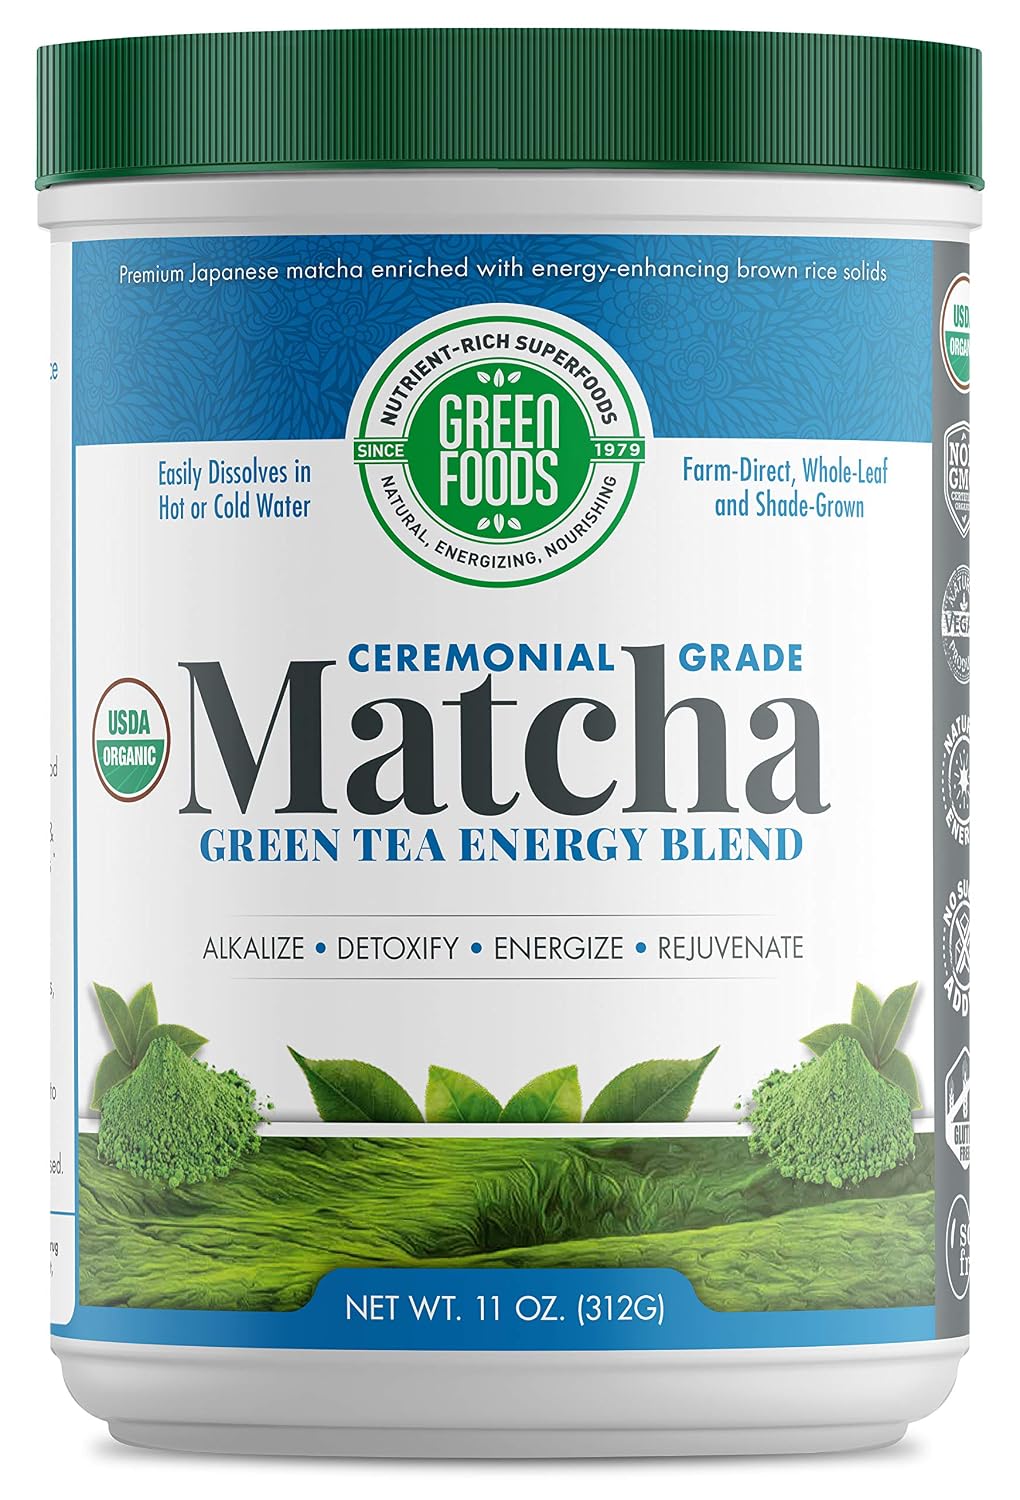 Premium Japanese matcha enriched with energy-enhancing brown rice solids
NUTRIENT-RICH SUPERFOODS
GREEN
FOODS
SINCE 1979
NATURAL, ENERGIZING, NOURISHING
Easily Dissolves in
Hot or Cold Water
Farm-Direct, Whole-Leaf
and Shade-Grown
CEREMONIAL GRADE
Matcha
USDA
ORGANIC
GREEN TEA ENERGY BLEND
ALKALIZE • DETOXIFY • ENERGIZE • REJUVENATE
NET WT. 11 OZ. (312G)